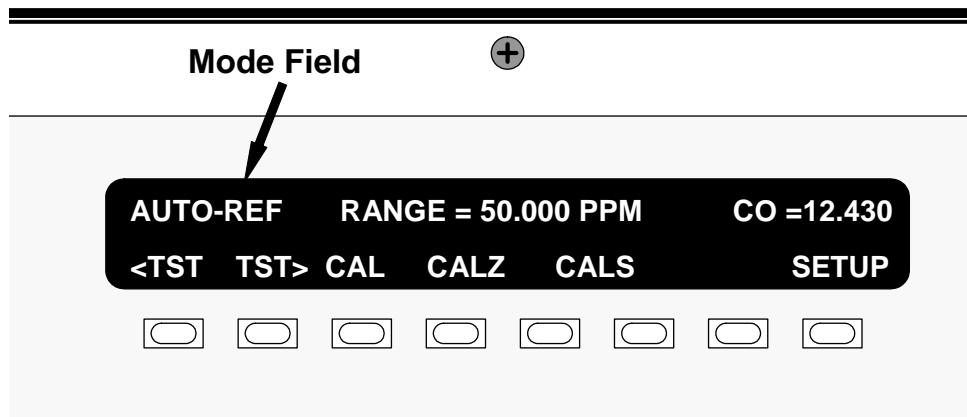 Mode Field
AUTO-REF RANGE = 50.000 PPM CO =12.430
<TST TST> CAL CALZ CALS SETUP